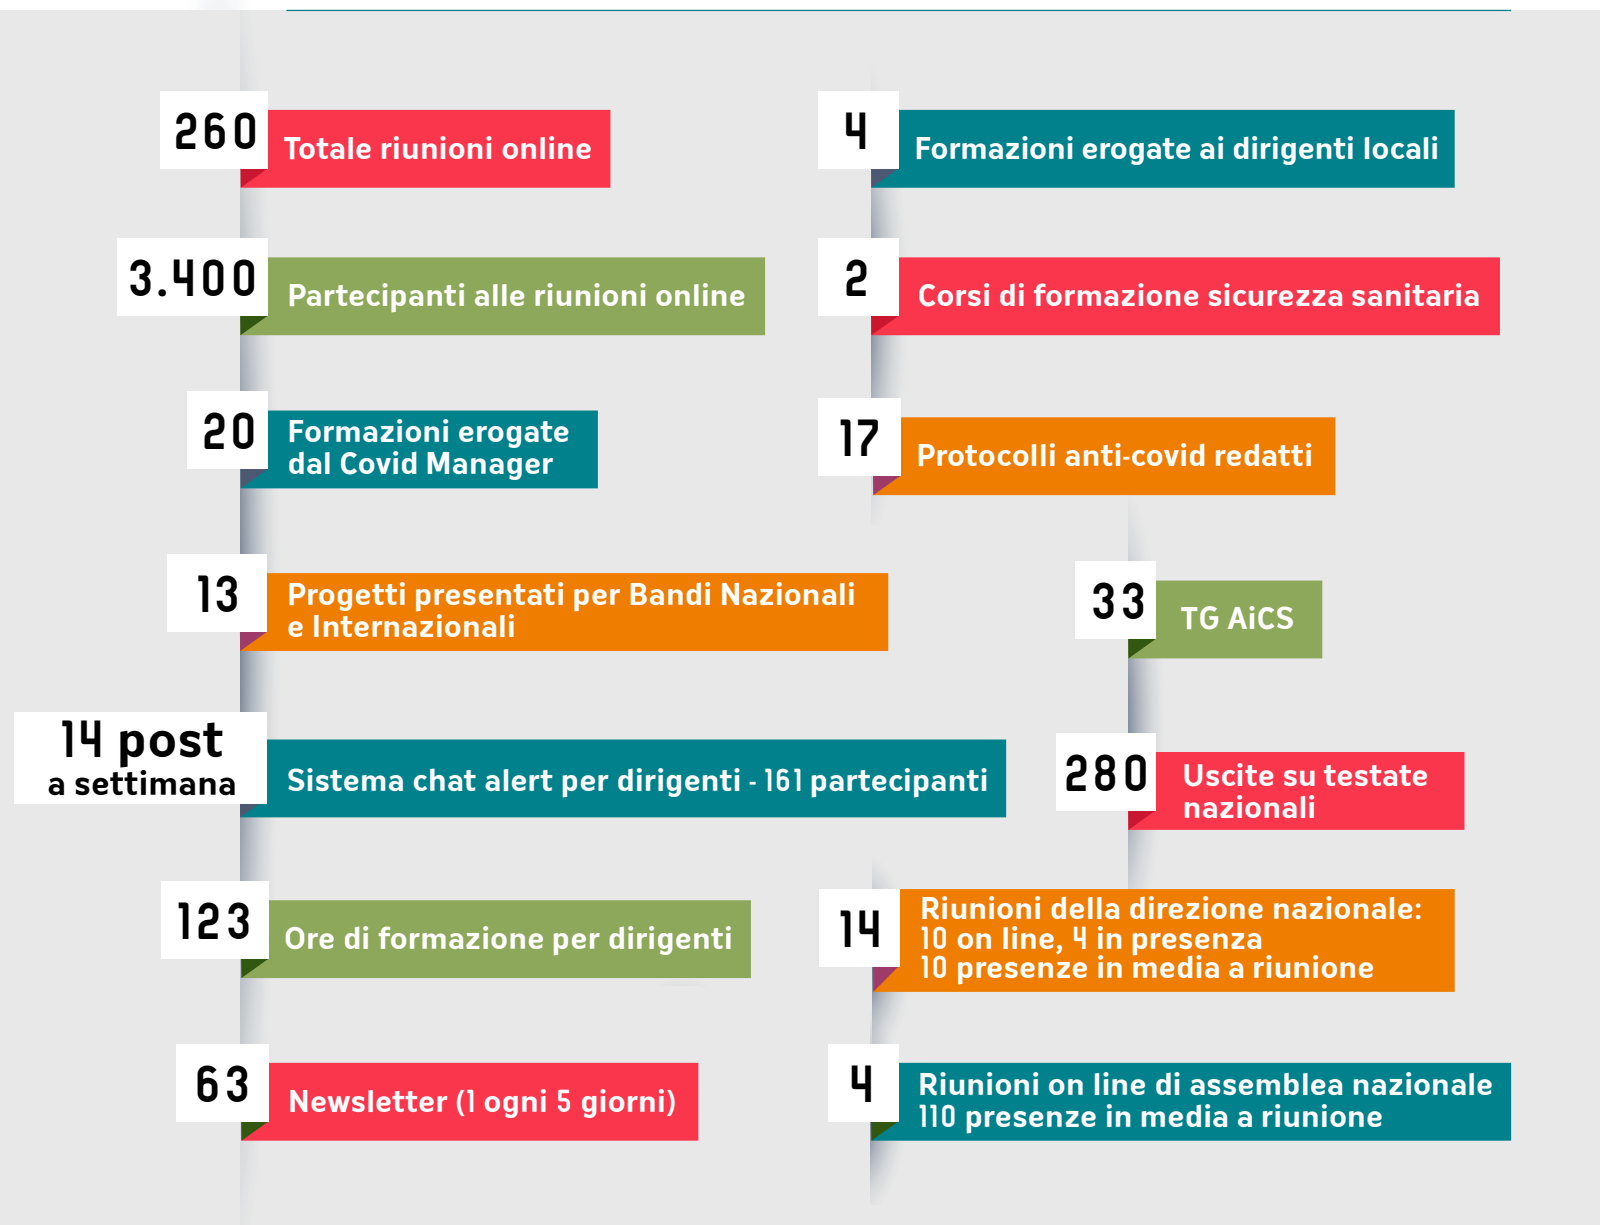 260
Totale riunioni online
3.400
Partecipanti alle riunioni online
20
Formazioni erogate
dal Covid Manager
13
Progetti presentati per Bandi Nazionali
e Internazionali
14 post
a settimana
Sistema chat alert per dirigenti - 161 partecipanti
123
Ore di formazione per dirigenti
63
Newsletter (1 ogni 5 giorni)
4
Formazioni erogate ai dirigenti locali
2
Corsi di formazione sicurezza sanitaria
17
Protocolli anti-covid redatti
33
TG AiCS
280
Uscite su testate
nazionali
14
Riunioni della direzione nazionale:
10 on line, 4 in presenza
10 presenze in media a riunione
4
Riunioni on line di assemblea nazionale
110 presenze in media a riunione